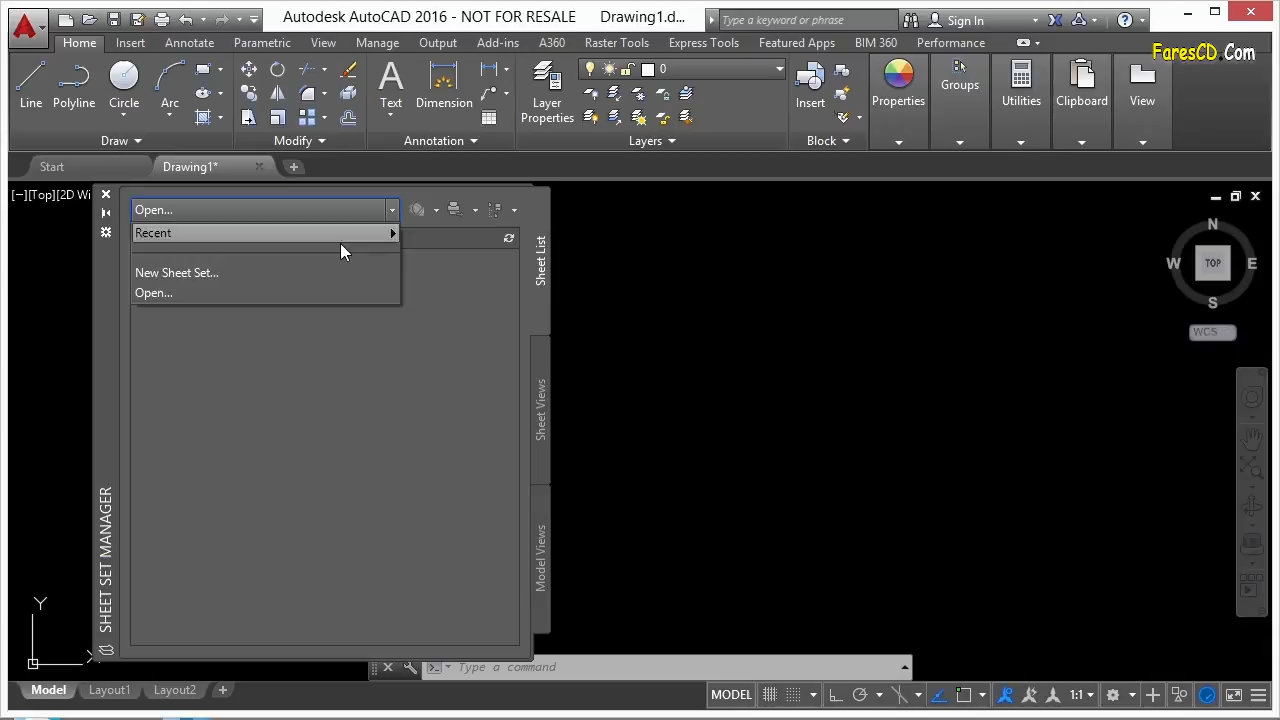 Autodesk AutoCAD 2016 - NOT FOR RESALE Drawing1.d...
Type a keyword or phrase
Sign In
Home Insert Annotate Parametric View Manage Output Add-ins A360 Raster Tools Express Tools Featured Apps BIM 360 Performance
FaresCD.Com
Line Polyline Circle Arc Text Dimension Layer Properties 0 Insert Properties Groups Utilities Clipboard View
Draw Modify Annotation Layers Block
Start Drawing1*
[−][Top][2D Wi
Open...
Recent
New Sheet Set...
Open...
Sheet List
Sheet Views
Model Views
SHEET SET MANAGER
N
W TOP E
S
WCS
Y
Type a command
Model Layout1 Layout2 MODEL 1:1